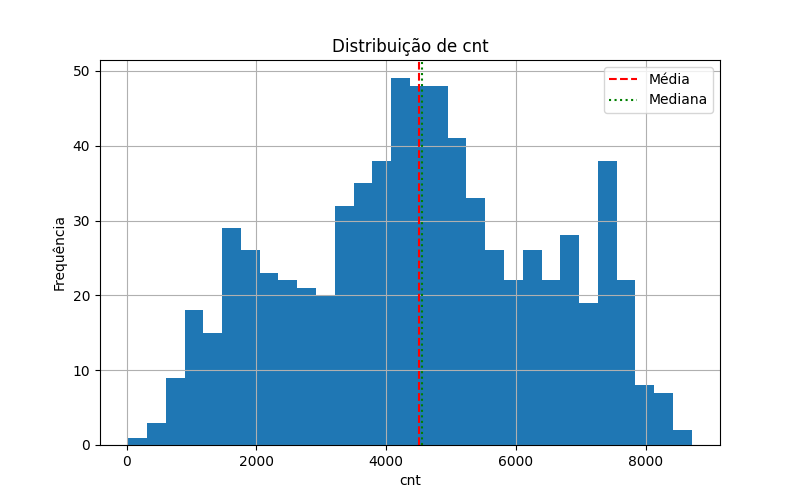 Distribuição de cnt
Média
Mediana
50
40
30
20
10
0
Frequência
0 2000 4000 6000 8000
cnt